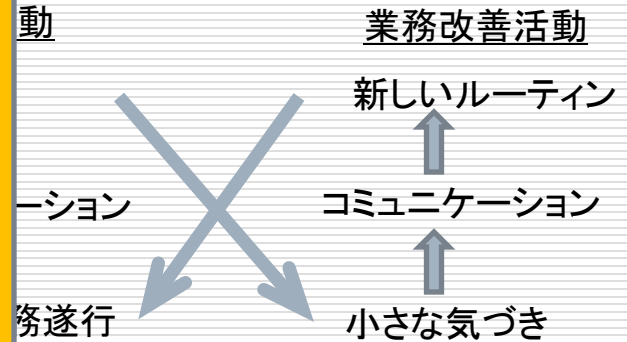 動
業務改善活動
新しいルーティン
ーション
コミュニケーション
務遂行
小さな気づき